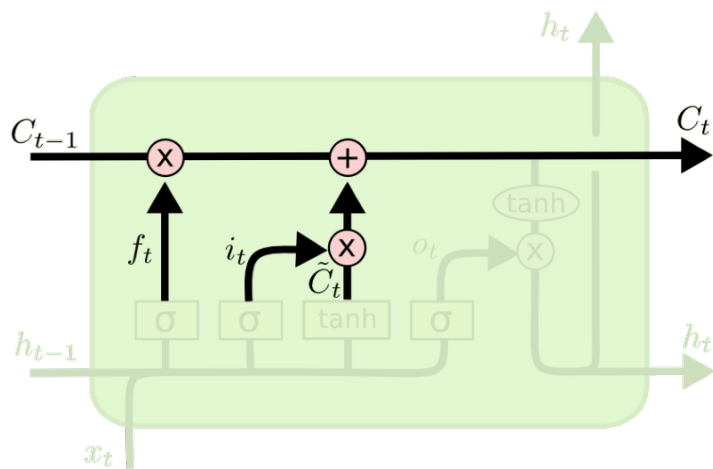 h_t
C_{t-1} × + C_t
f_t i_t × C̃_t o_t tanh ×
σ σ tanh σ
h_{t-1} h_t
x_t